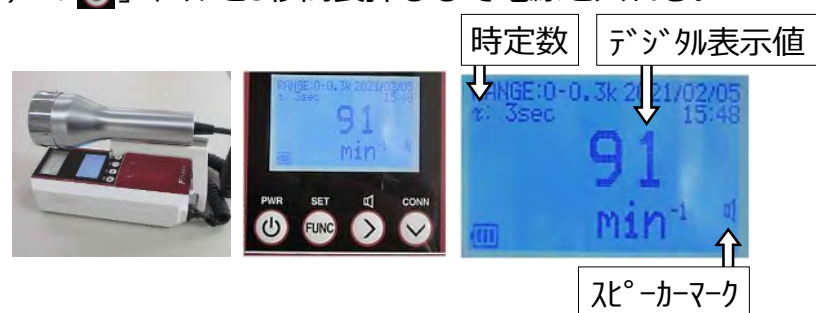 時定数
ﾃﾞｼﾞﾀﾙ表示値
RANGE:0-0.3k 2021/02/05
τ: 3sec 15:48
91
min⁻¹
PWR SET CONN
FUNC
RANGE:0-0.3k 2021/02/05
τ: 3sec 15:48
91
min⁻¹
ｽﾋﾟｰｶｰﾏｰｸ